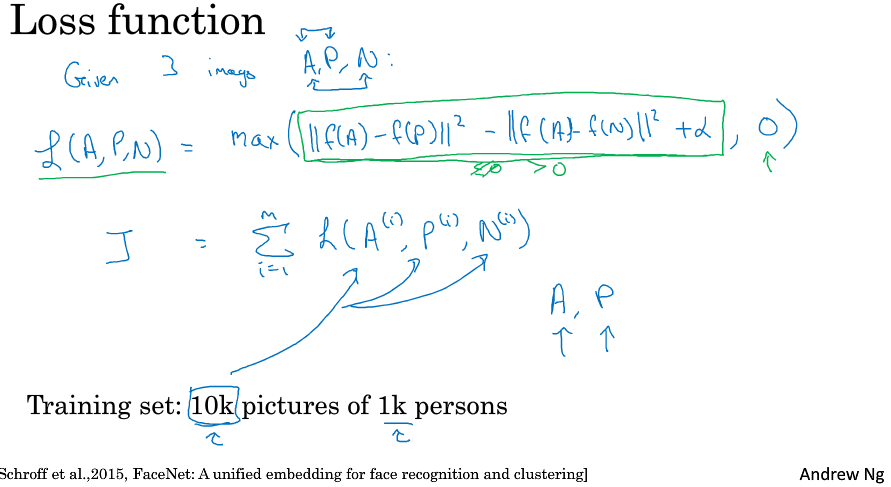 Loss function
Given 3 images A, P, N:
L(A,P,N) = max(||f(A) - f(P)||² - ||f(A) - f(N)||² + α, 0)
≤0 > 0 ↑
J = Σ L(A⁽ⁱ⁾, P⁽ⁱ⁾, N⁽ⁱ⁾)
m
i=1
A, P
↑ ↑
Training set: 10k pictures of 1k persons
Schroff et al.,2015, FaceNet: A unified embedding for face recognition and clustering]
Andrew Ng